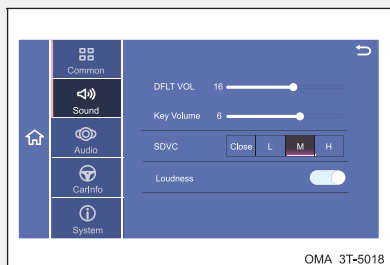 Common
Sound
Audio
CarInfo
System
DFLT VOL 16
Key Volume 6
SDVC Close L M H
Loudness
OMA 3T-5018